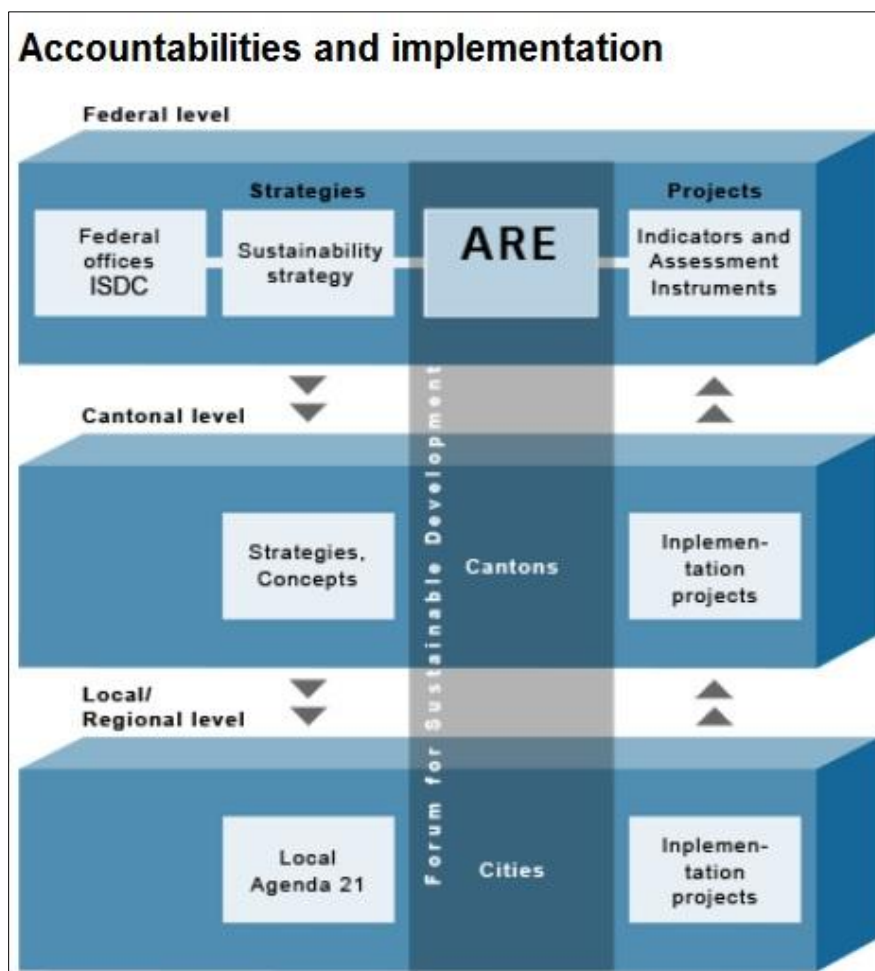 Accountabilities and implementation
Federal level
Strategies
Projects
Federal
offices
ISDC
Sustainability
strategy
ARE
Indicators and
Assessment
Instruments
Cantonal level
Strategies,
Concepts
Cantons
Inplemen-
tation
projects
Local/
Regional level
Local
Agenda 21
Cities
Inplemen-
tation
projects
Forum for Sustainable Development